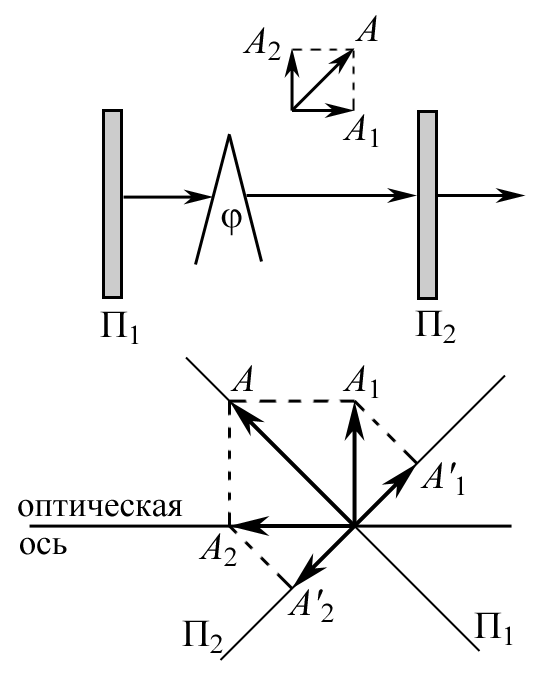 A₂ A
A₁
φ
П₁ П₂
A A₁
A′₁
оптическая
ось
A₂
A′₂
П₂ П₁